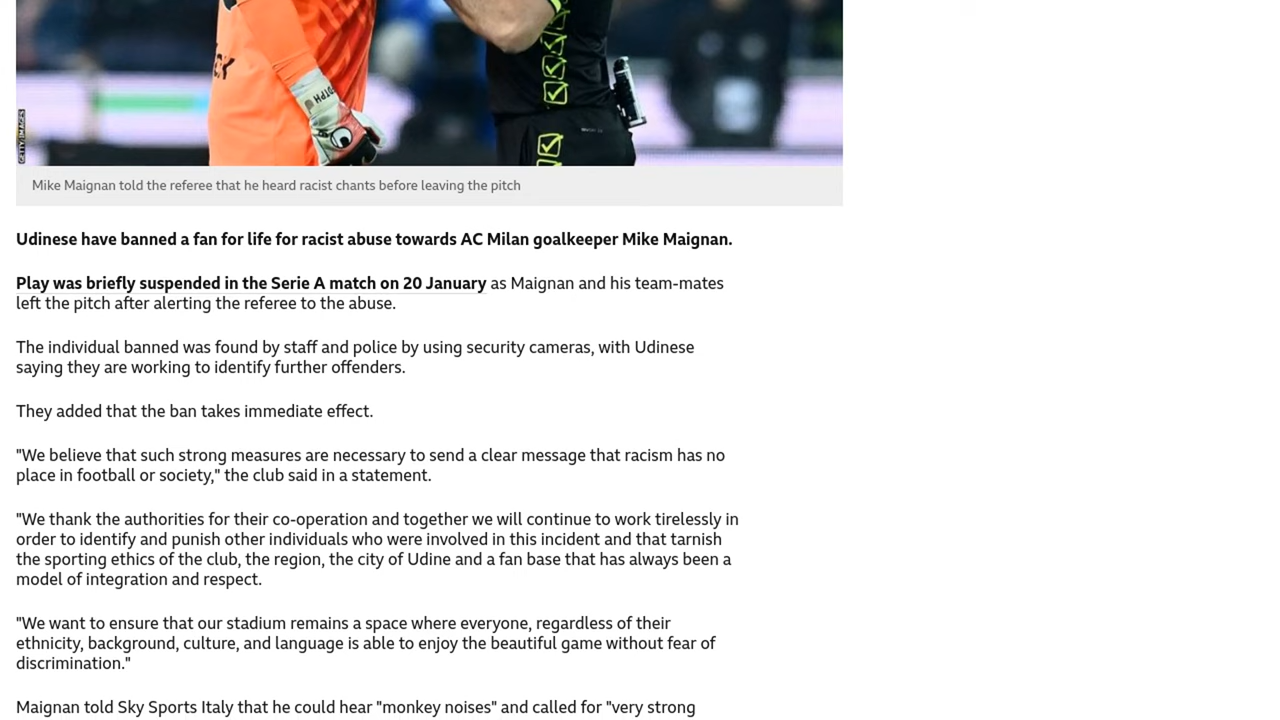 GETTY IMAGES
Mike Maignan told the referee that he heard racist chants before leaving the pitch
Udinese have banned a fan for life for racist abuse towards AC Milan goalkeeper Mike Maignan.
Play was briefly suspended in the Serie A match on 20 January as Maignan and his team-mates
left the pitch after alerting the referee to the abuse.
The individual banned was found by staff and police by using security cameras, with Udinese
saying they are working to identify further offenders.
They added that the ban takes immediate effect.
"We believe that such strong measures are necessary to send a clear message that racism has no
place in football or society," the club said in a statement.
"We thank the authorities for their co-operation and together we will continue to work tirelessly in
order to identify and punish other individuals who were involved in this incident and that tarnish
the sporting ethics of the club, the region, the city of Udine and a fan base that has always been a
model of integration and respect.
"We want to ensure that our stadium remains a space where everyone, regardless of their
ethnicity, background, culture, and language is able to enjoy the beautiful game without fear of
discrimination."
Maignan told Sky Sports Italy that he could hear "monkey noises" and called for "very strong